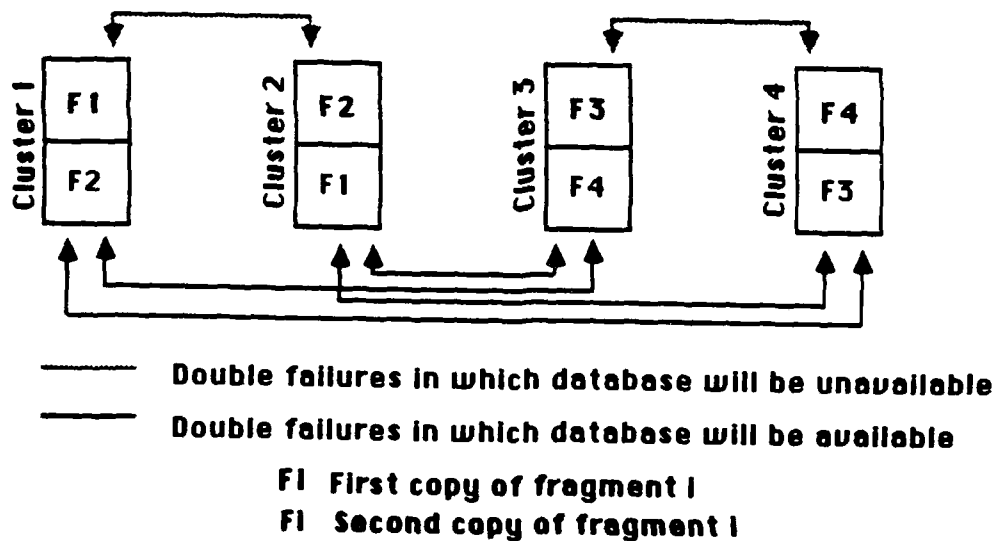 Cluster 1
F1
F2
Cluster 2
F2
F1
Cluster 3
F3
F4
Cluster 4
F4
F3
Double failures in which database will be unavailable
Double failures in which database will be available
Fi First copy of fragment i
Fi Second copy of fragment i